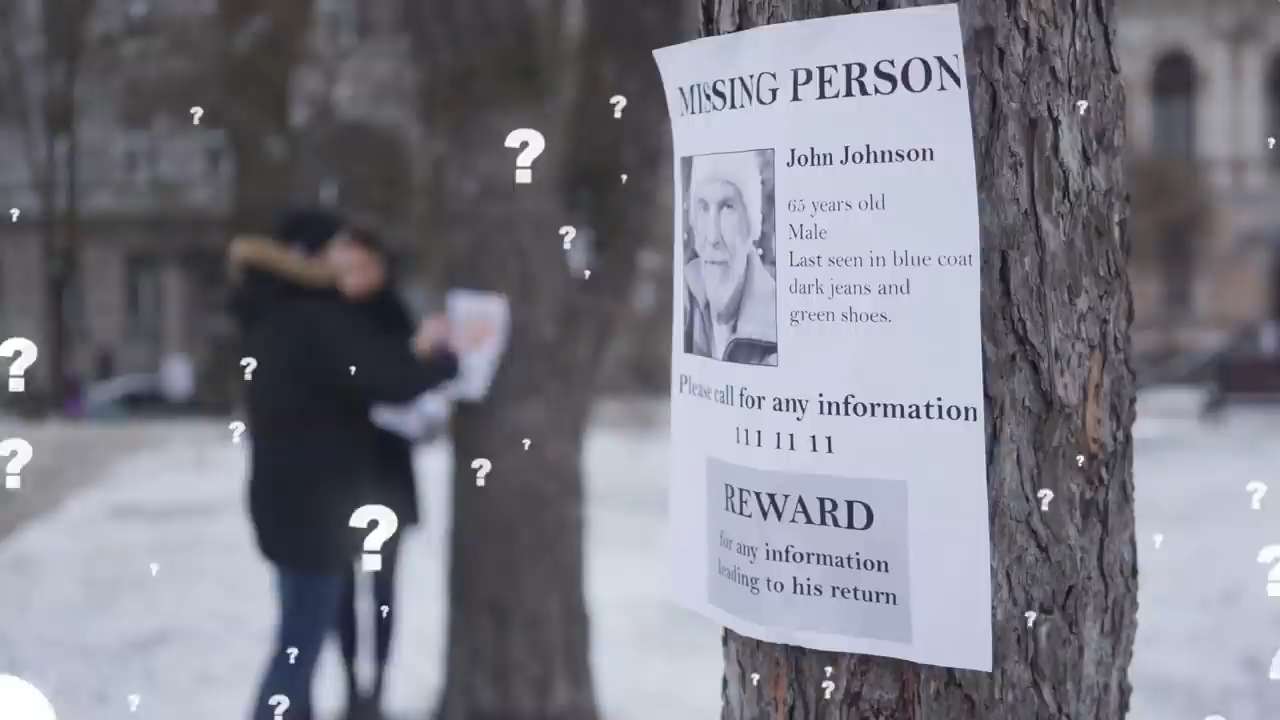 MISSING PERSON
John Johnson
65 years old
Male
Last seen in blue coat
dark jeans and
green shoes.
Please call for any information
111 11 11
REWARD
for any information
leading to his return